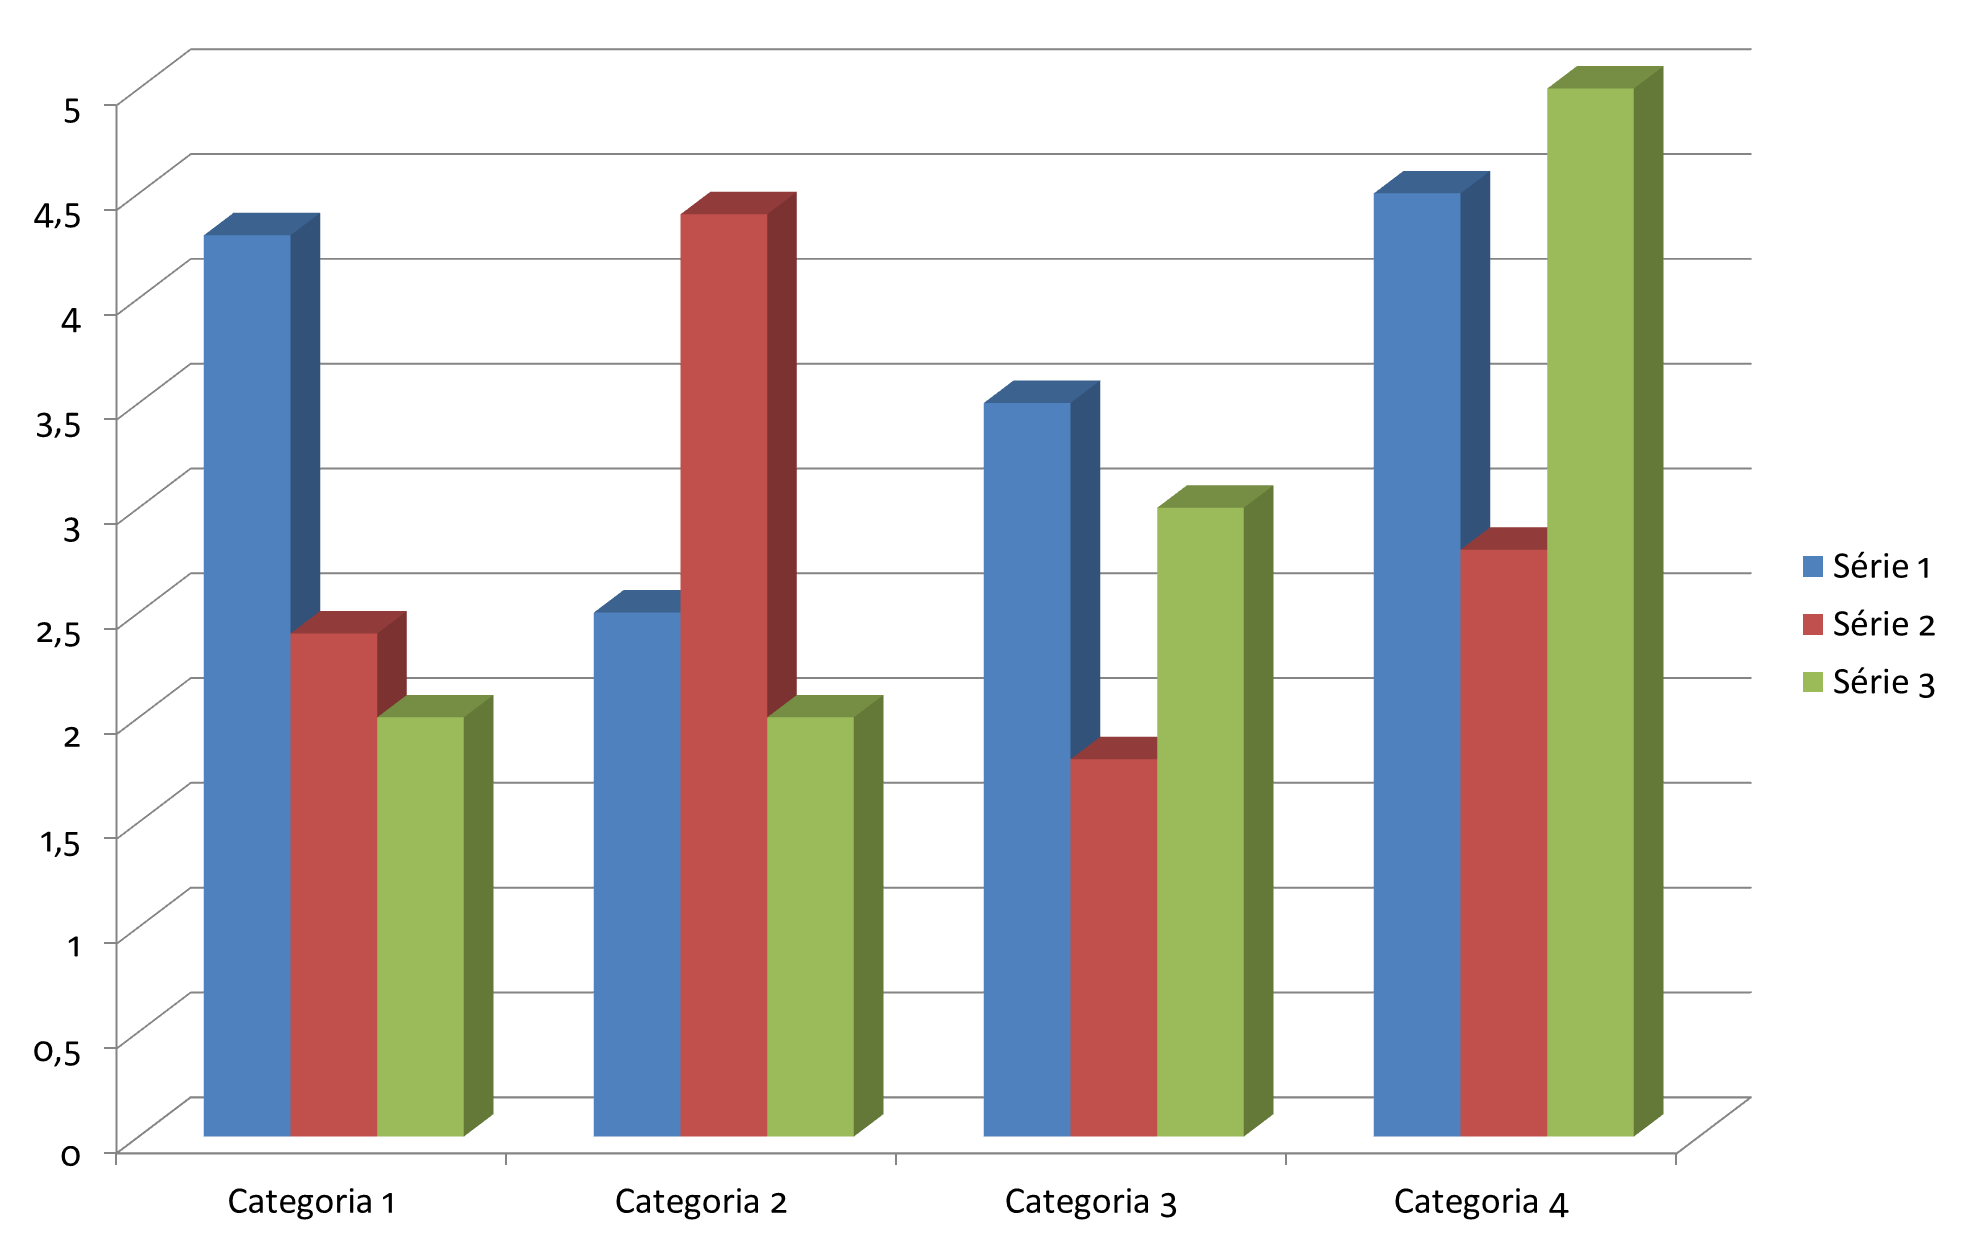 5
4,5
4
3,5
3
2,5
2
1,5
1
0,5
0
Categoria 1
Categoria 2
Categoria 3
Categoria 4
Série 1
Série 2
Série 3